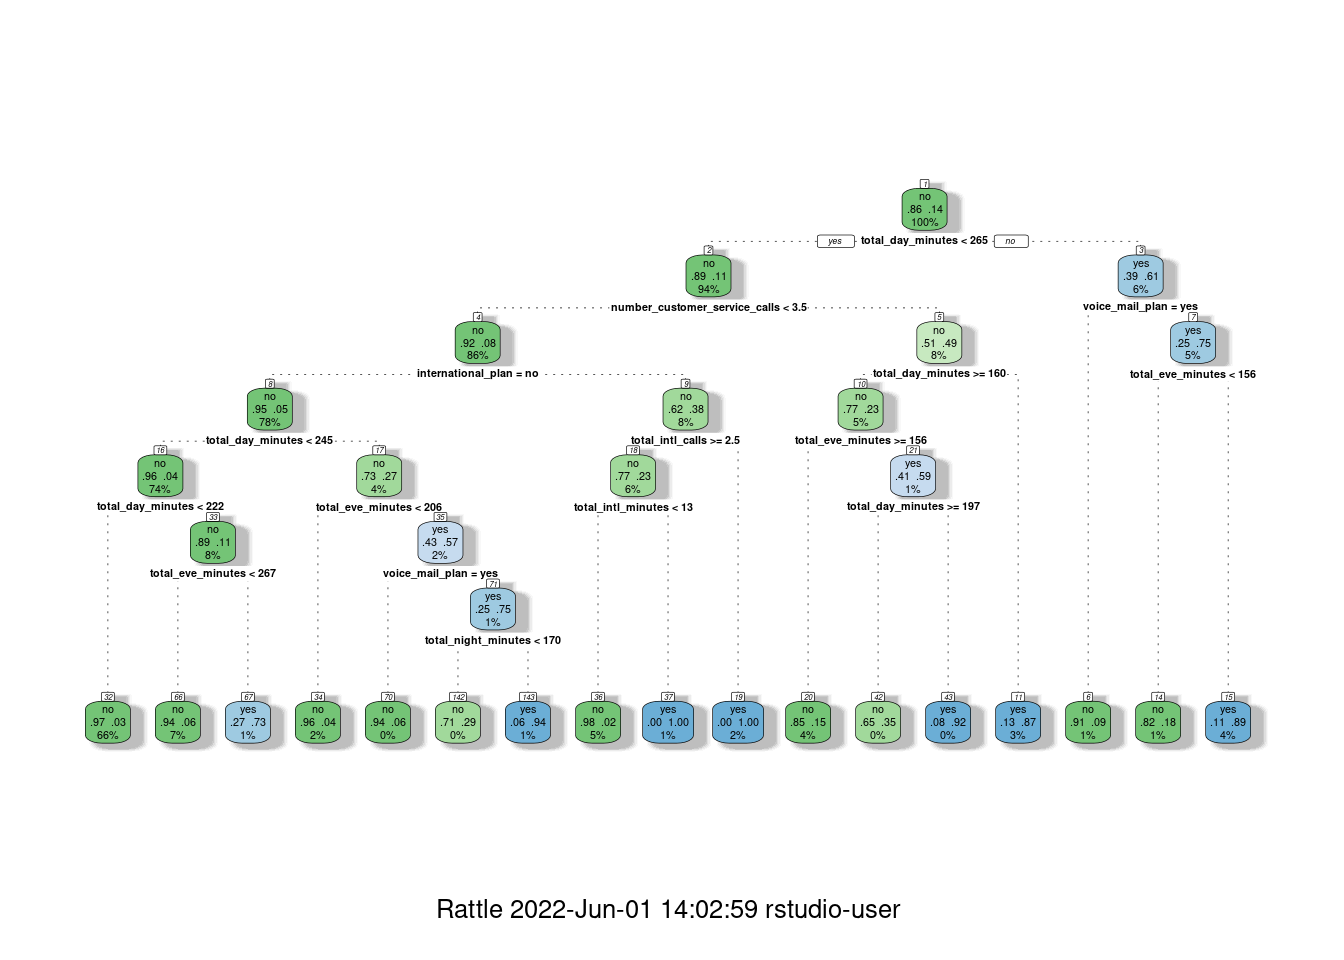 1
no
.86 .14
100%
yes total_day_minutes < 265 no
2 3
no yes
.89 .11 .39 .61
94% 6%
number_customer_service_calls < 3.5 voice_mail_plan = yes
4 5 7
no no yes
.92 .08 .51 .49 .25 .75
86% 8% 5%
international_plan = no total_day_minutes >= 160 total_eve_minutes < 156
8 9 10
no no no
.95 .05 .62 .38 .77 .23
78% 8% 5%
total_day_minutes < 245 total_intl_calls >= 2.5 total_eve_minutes >= 156
16 17 18 21
no no no yes
.96 .04 .73 .27 .77 .23 .41 .59
74% 4% 6% 1%
total_day_minutes < 222 total_eve_minutes < 206 total_intl_minutes < 13 total_day_minutes >= 197
33 35
no yes
.89 .11 .43 .57
8% 2%
total_eve_minutes < 267 voice_mail_plan = yes
71
yes
.25 .75
1%
total_night_minutes < 170
32 66 67 34 70 142 143 36 37 19 20 42 43 11 6 14 15
no no yes no no no yes no yes yes no no yes yes no no yes
.97 .03 .94 .06 .27 .73 .96 .04 .94 .06 .71 .29 .06 .94 .98 .02 .00 1.00 .00 1.00 .85 .15 .65 .35 .08 .92 .13 .87 .91 .09 .82 .18 .11 .89
66% 7% 1% 2% 0% 0% 1% 5% 1% 2% 4% 0% 0% 3% 1% 1% 4%
Rattle 2022-Jun-01 14:02:59 rstudio-user